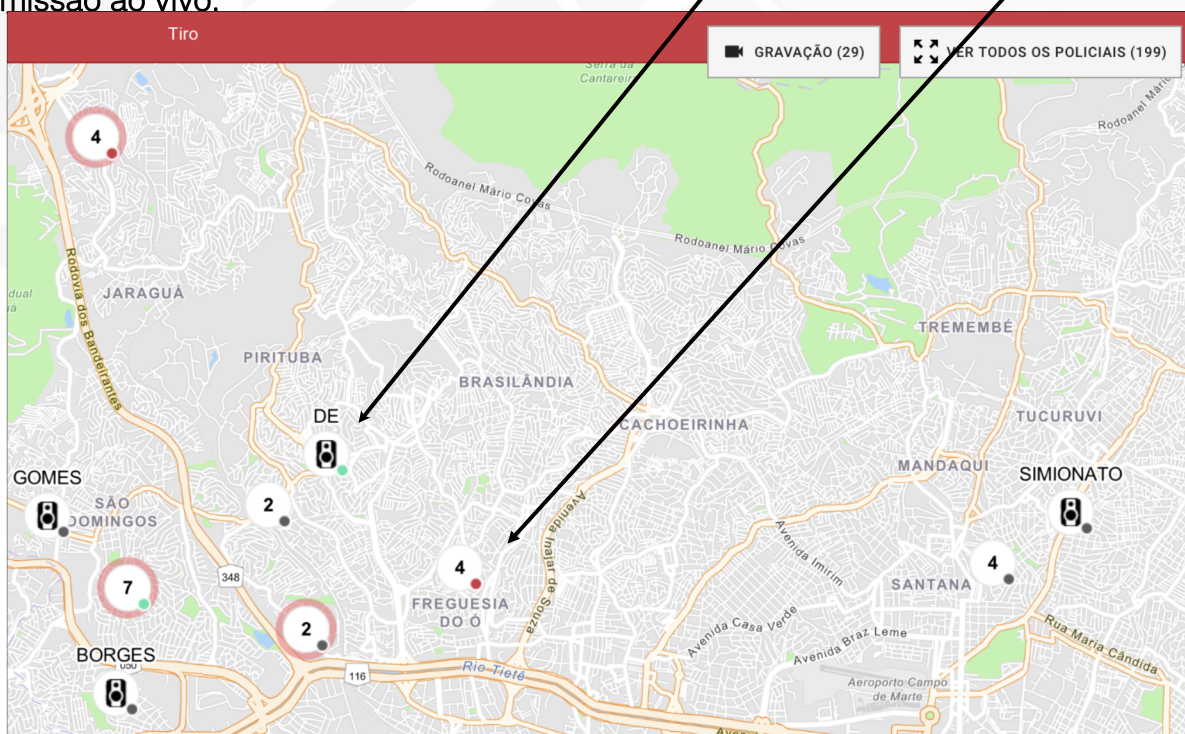 missão ao vivo.
Tiro
GRAVAÇÃO (29)
VER TODOS OS POLICIAIS (199)
Serra da
Cantareira
Rodoanel Mário
4
Rodoanel Mário Covas
Rodoanel Mário Covas
Rodovia dos Bandeirantes
JARAGUÁ
TREMEMBÉ
PIRITUBA
BRASILÂNDIA
DE
CACHOEIRINHA
TUCURUVI
MANDAQUI
SIMIONATO
GOMES
SÃO
DOMINGOS
2
Avenida Inajar de Souza
Avenida Imirim
4
4
SANTANA
348
7
FREGUESIA
DO Ó
2
Avenida Casa Verde
Avenida Braz Leme
Rua Maria Cândida
BORGES
116
Rio Tietê
Aeroporto Campo
de Marte